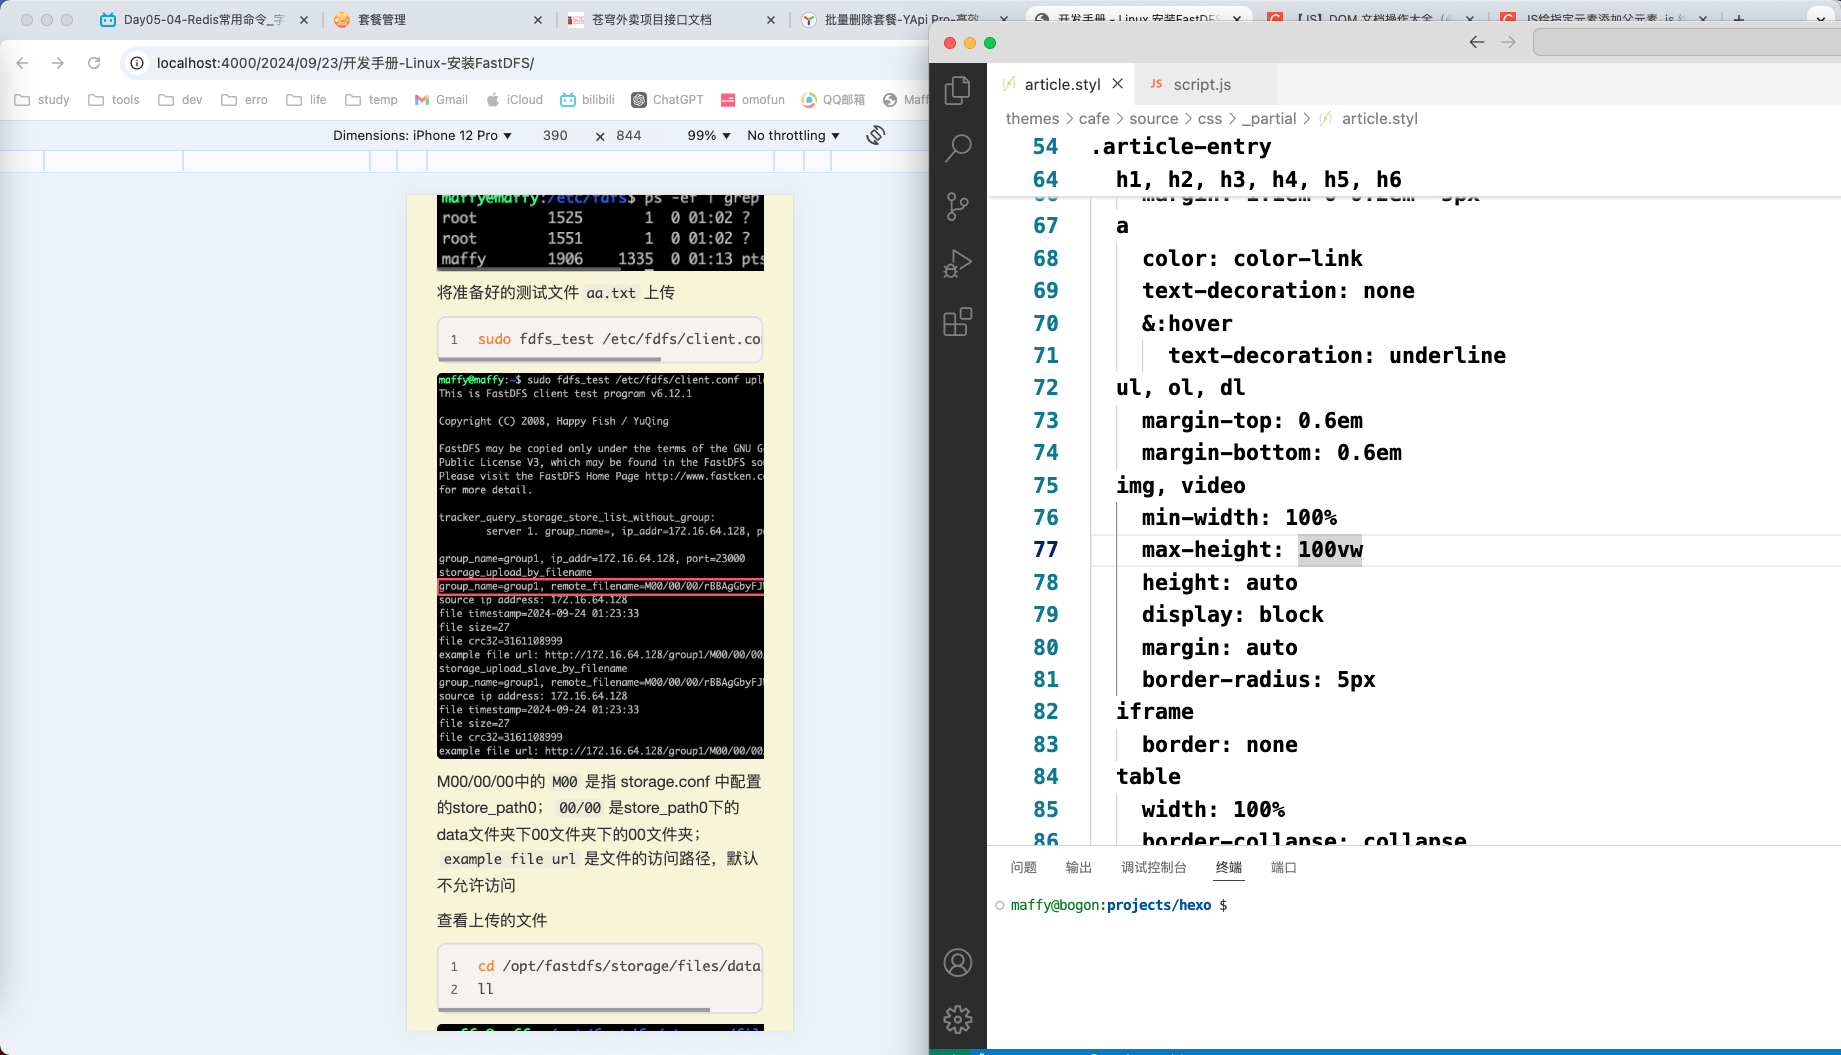 Day05-04-Redis常用命令_字
套餐管理
苍穹外卖项目接口文档
批量删除套餐-YApi Pro-高效
开发手册 - Linux 安装FastDFS
【JS】DOM 文档操作大全
JS给指定元素添加父元素
localhost:4000/2024/09/23/开发手册-Linux-安装FastDFS/
study
tools
dev
erro
life
temp
Gmail
iCloud
bilibili
ChatGPT
omofun
QQ邮箱
Maff
Dimensions: iPhone 12 Pro ▼ 390 × 844 99% ▼ No throttling ▼
maffy@maffy:/etc/fdfs$ ps -ef | grep
root 1525 1 0 01:02 ?
root 1551 1 0 01:02 ?
maffy 1906 1335 0 01:13 pts
将准备好的测试文件 aa.txt 上传
1 sudo fdfs_test /etc/fdfs/client.co
maffy@maffy:~$ sudo fdfs_test /etc/fdfs/client.conf upl
This is FastDFS client test program v6.12.1
Copyright (C) 2008, Happy Fish / YuQing
FastDFS may be copied only under the terms of the GNU G
Public License V3, which may be found in the FastDFS so
Please visit the FastDFS Home Page http://www.fastken.c
for more detail.
tracker_query_storage_store_list_without_group:
server 1. group_name=, ip_addr=172.16.64.128, p
group_name=group1, ip_addr=172.16.64.128, port=23000
storage_upload_by_filename
group_name=group1, remote_filename=M00/00/00/rBBAgGbyFJ
source ip address: 172.16.64.128
file timestamp=2024-09-24 01:23:33
file size=27
file crc32=3161108999
example file url: http://172.16.64.128/group1/M00/00/00
storage_upload_slave_by_filename
group_name=group1, remote_filename=M00/00/00/rBBAgGbyFJ
source ip address: 172.16.64.128
file timestamp=2024-09-24 01:23:33
file size=27
file crc32=3161108999
example file url: http://172.16.64.128/group1/M00/00/00
M00/00/00中的 M00 是指 storage.conf 中配置
的store_path0； 00/00 是store_path0下的
data文件夹下00文件夹下的00文件夹；
example file url 是文件的访问路径，默认
不允许访问
查看上传的文件
1 cd /opt/fastdfs/storage/files/data
2 ll
article.styl
JS script.js
themes > cafe > source > css > _partial > article.styl
54 .article-entry
64 h1, h2, h3, h4, h5, h6
66 margin: 1.1em 0 0.2em -5px
67 a
68 color: color-link
69 text-decoration: none
70 &:hover
71 text-decoration: underline
72 ul, ol, dl
73 margin-top: 0.6em
74 margin-bottom: 0.6em
75 img, video
76 min-width: 100%
77 max-height: 100vw
78 height: auto
79 display: block
80 margin: auto
81 border-radius: 5px
82 iframe
83 border: none
84 table
85 width: 100%
86 border-collapse: collapse
问题
输出
调试控制台
终端
端口
maffy@bogon:projects/hexo $